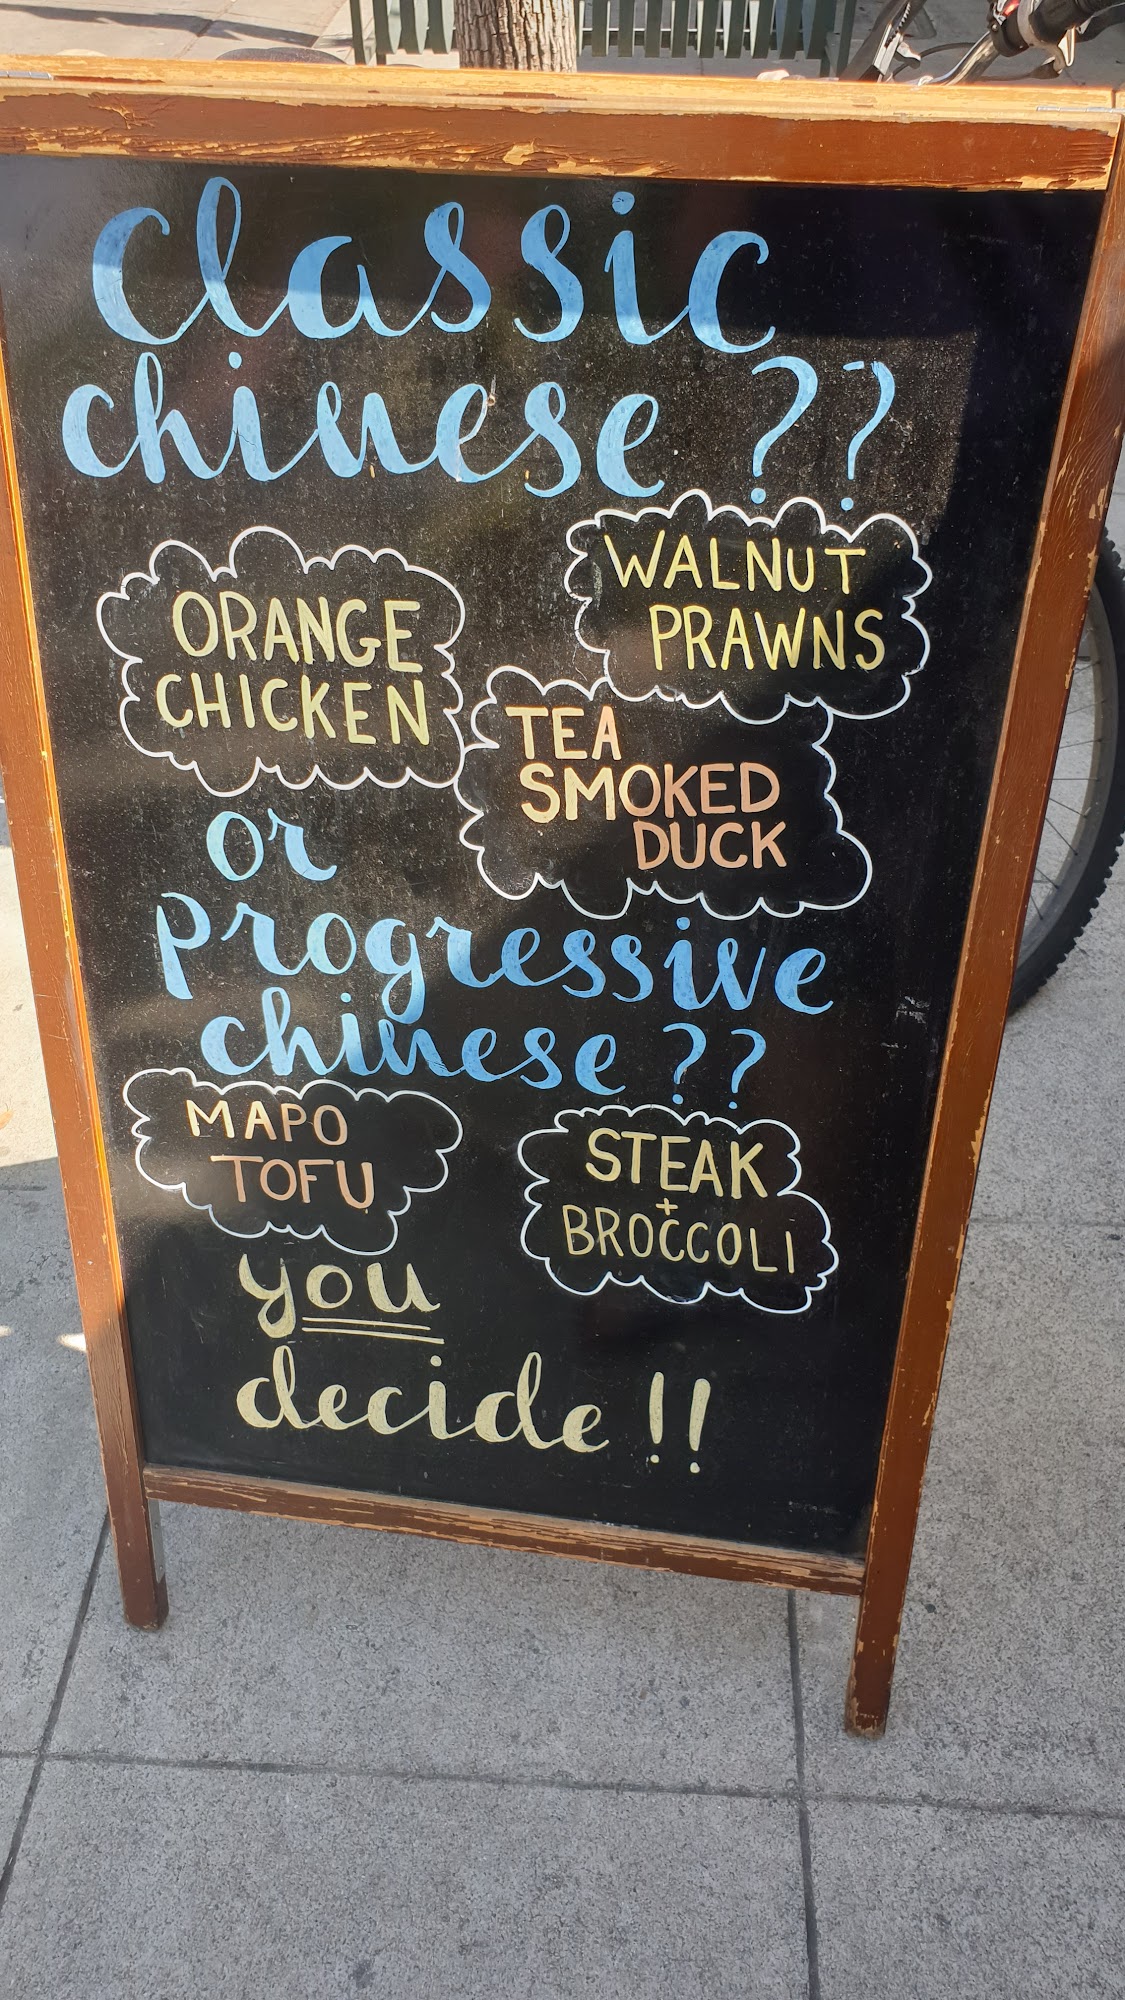 classic
chinese ??
ORANGE
CHICKEN
WALNUT
PRAWNS
TEA
SMOKED
DUCK
or
progressive
chinese ??
MAPO
TOFU
STEAK
+
BROCCOLI
you
decide !!